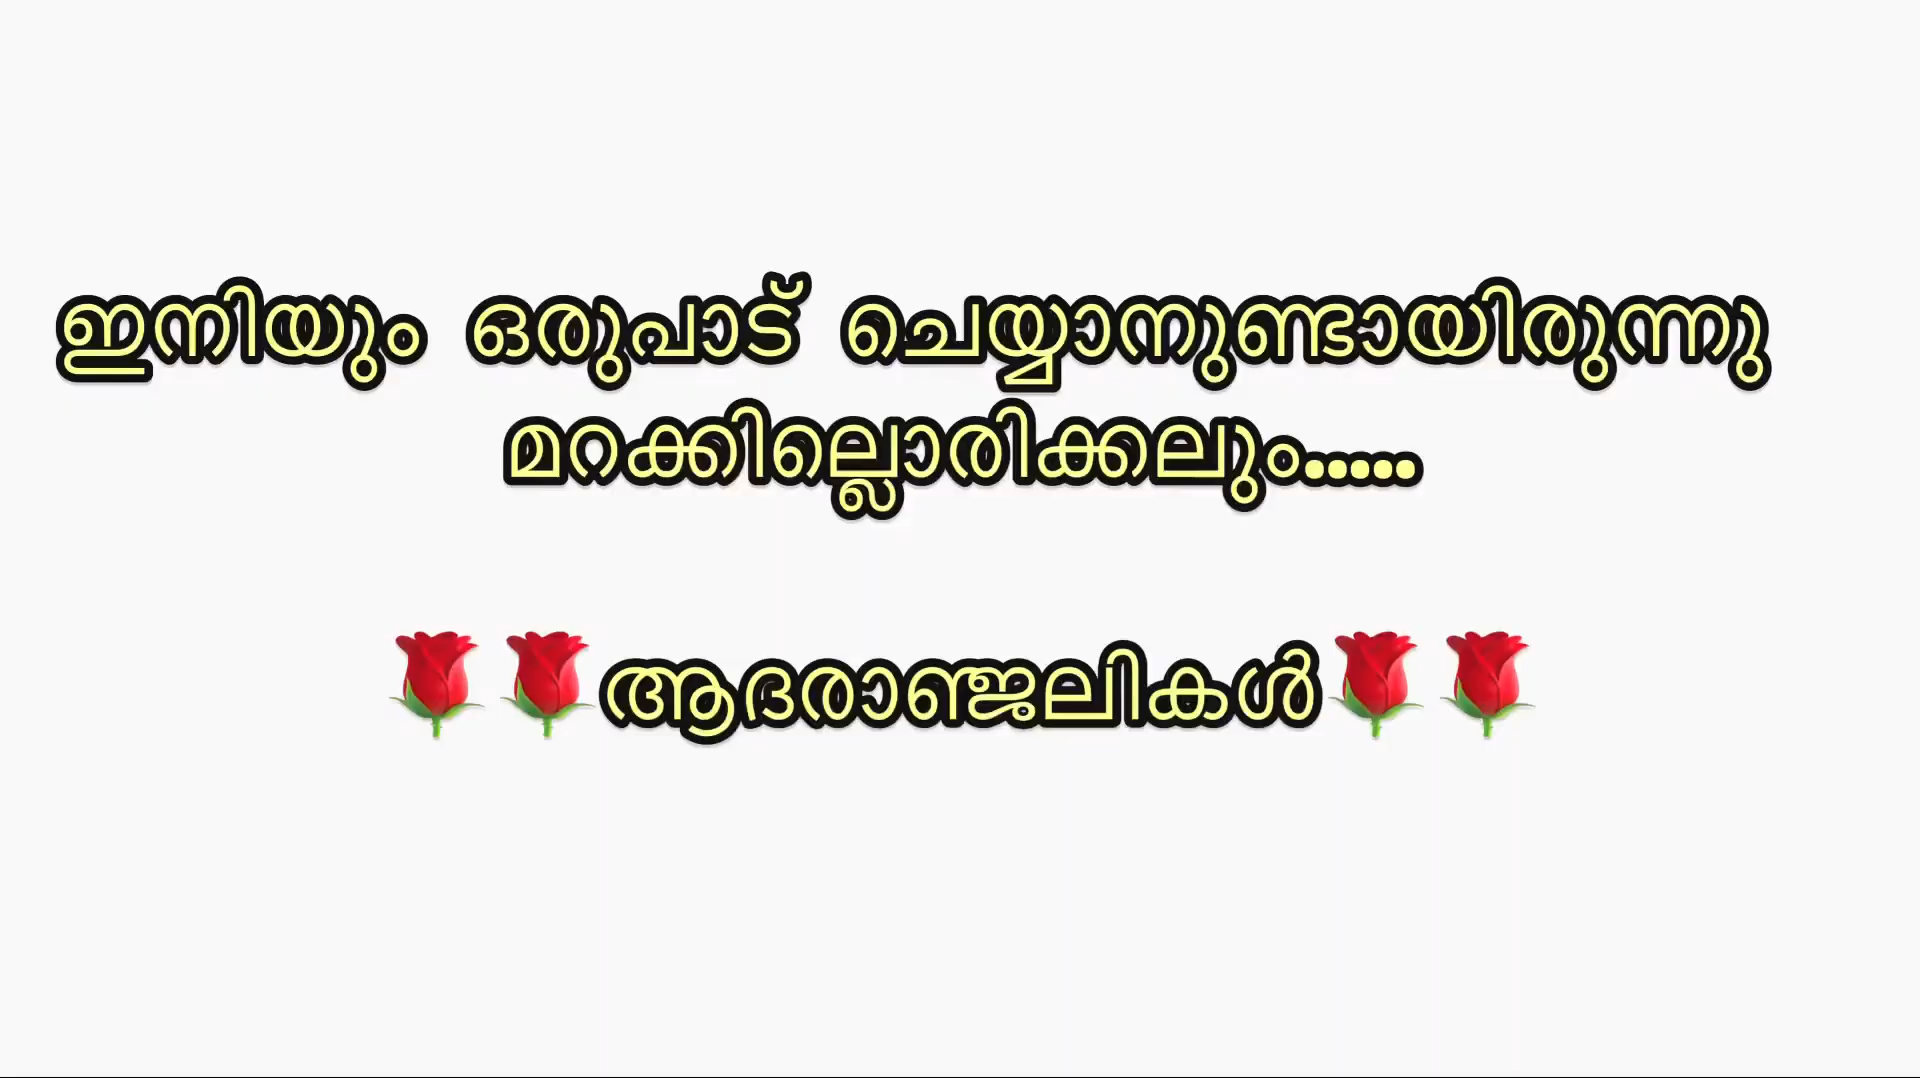 ഇനിയും ഒരുപാട് ചെയ്യാനുണ്ടായിരുന്നു
മറക്കില്ലൊരിക്കലും.....
🌹🌹ആദരാഞ്ജലികൾ🌹🌹